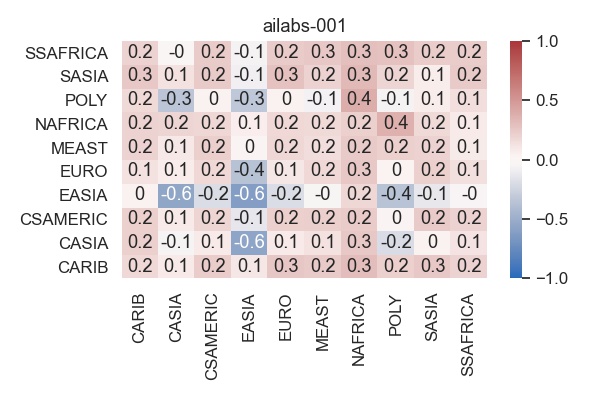 ailabs-001
SSAFRICA 0.2 -0 0.2 -0.1 0.2 0.3 0.3 0.3 0.2 0.2
SASIA 0.3 0.1 0.2 -0.1 0.3 0.2 0.3 0.2 0.1 0.2
POLY 0.2 -0.3 0 -0.3 0 -0.1 0.4 -0.1 0.1 0.1
NAFRICA 0.2 0.2 0.2 0.1 0.2 0.2 0.2 0.4 0.2 0.1
MEAST 0.2 0.1 0.2 0 0.2 0.2 0.2 0.2 0.2 0.1
EURO 0.1 0.1 0.2 -0.4 0.1 0.2 0.3 0 0.2 0.1
EASIA 0 -0.6 -0.2 -0.6 -0.2 -0 0.2 -0.4 -0.1 -0
CSAMERIC 0.2 0.1 0.2 -0.1 0.2 0.2 0.2 0 0.2 0.2
CASIA 0.2 -0.1 0.1 -0.6 0.1 0.1 0.3 -0.2 0 0.1
CARIB 0.2 0.1 0.2 0.1 0.3 0.2 0.3 0.2 0.3 0.2
CARIB CASIA CSAMERIC EASIA EURO MEAST NAFRICA POLY SASIA SSAFRICA
1.0
0.5
0.0
−0.5
−1.0